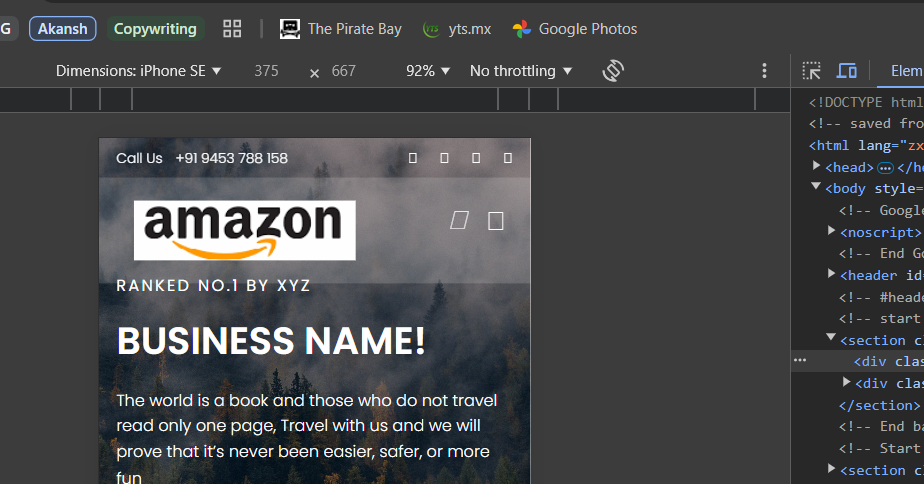 G Akansh Copywriting The Pirate Bay YTS yts.mx Google Photos
Dimensions: iPhone SE 375 × 667 92% No throttling Elem
<!DOCTYPE html
<!-- saved fro
<html lang="zx
<head> ••• </he
<body style=
<!-- Googl
<noscript>
<!-- End Go
<header id
<!-- #heade
<!-- start
<section c
••• <div clas
<div clas
</section>
<!-- End ba
<!-- Start
<section c
Call Us +91 9453 788 158
amazon
RANKED NO.1 BY XYZ
BUSINESS NAME!
The world is a book and those who do not travel
read only one page, Travel with us and we will
prove that it’s never been easier, safer, or more
fun